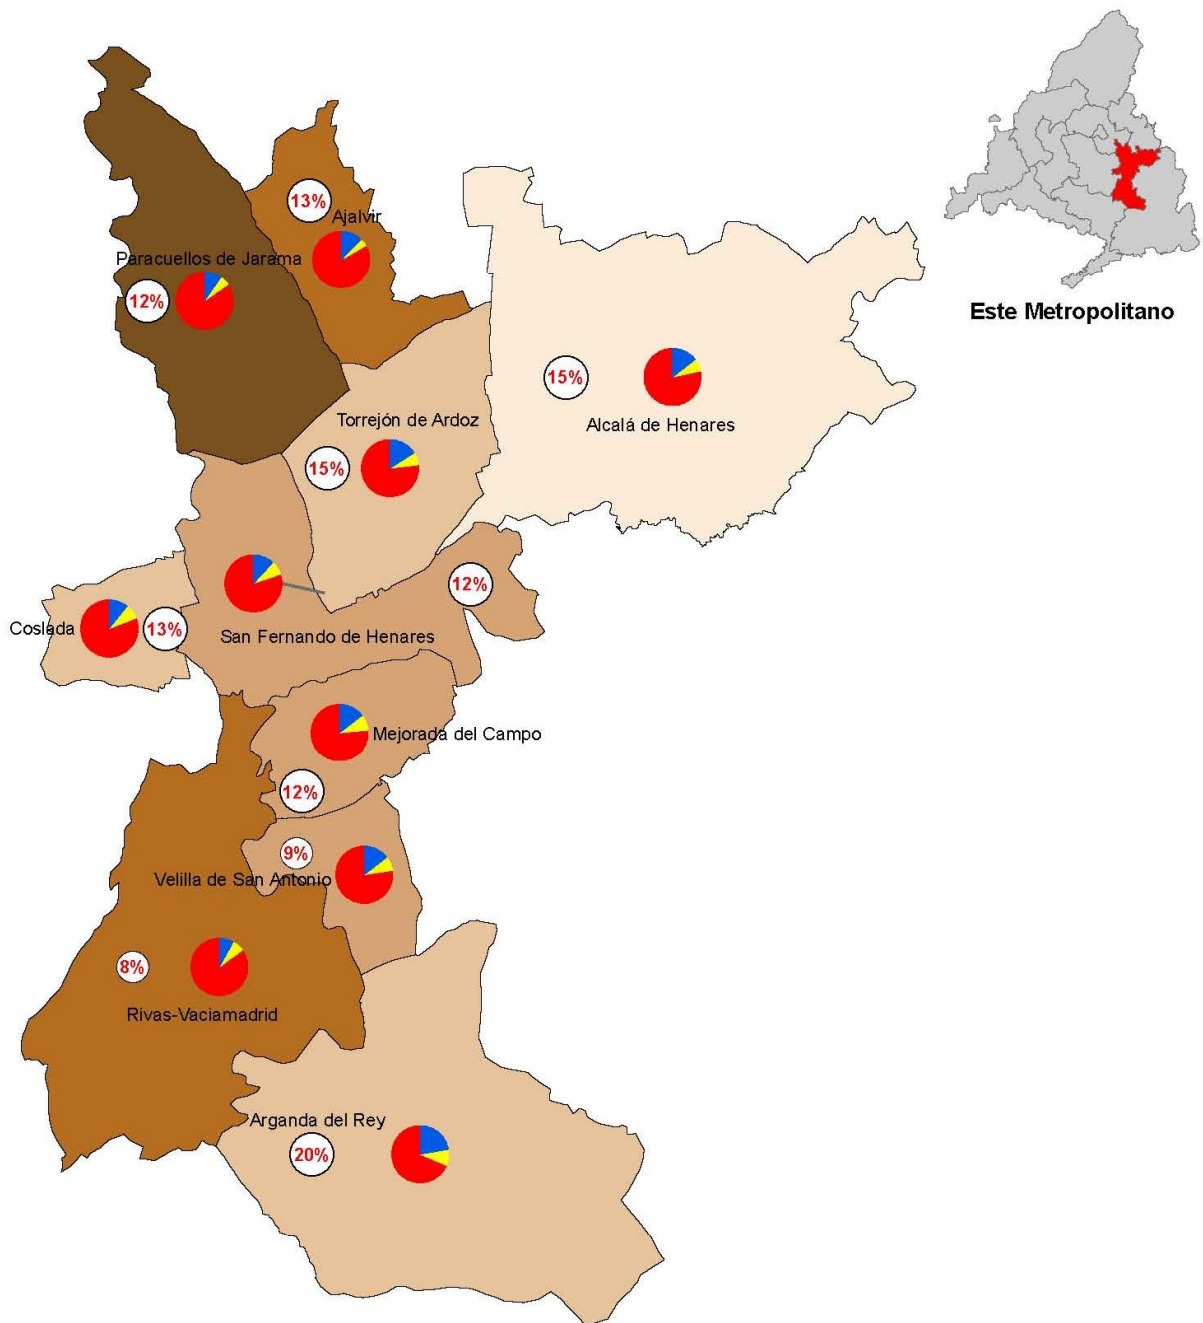 13%
Ajalvir
Paracuellos de Jarama
12%
Este Metropolitano
15%
Alcalá de Henares
Torrejón de Ardoz
15%
12%
Coslada
13%
San Fernando de Henares
Mejorada del Campo
12%
9%
Velilla de San Antonio
8%
Rivas-Vaciamadrid
Arganda del Rey
20%